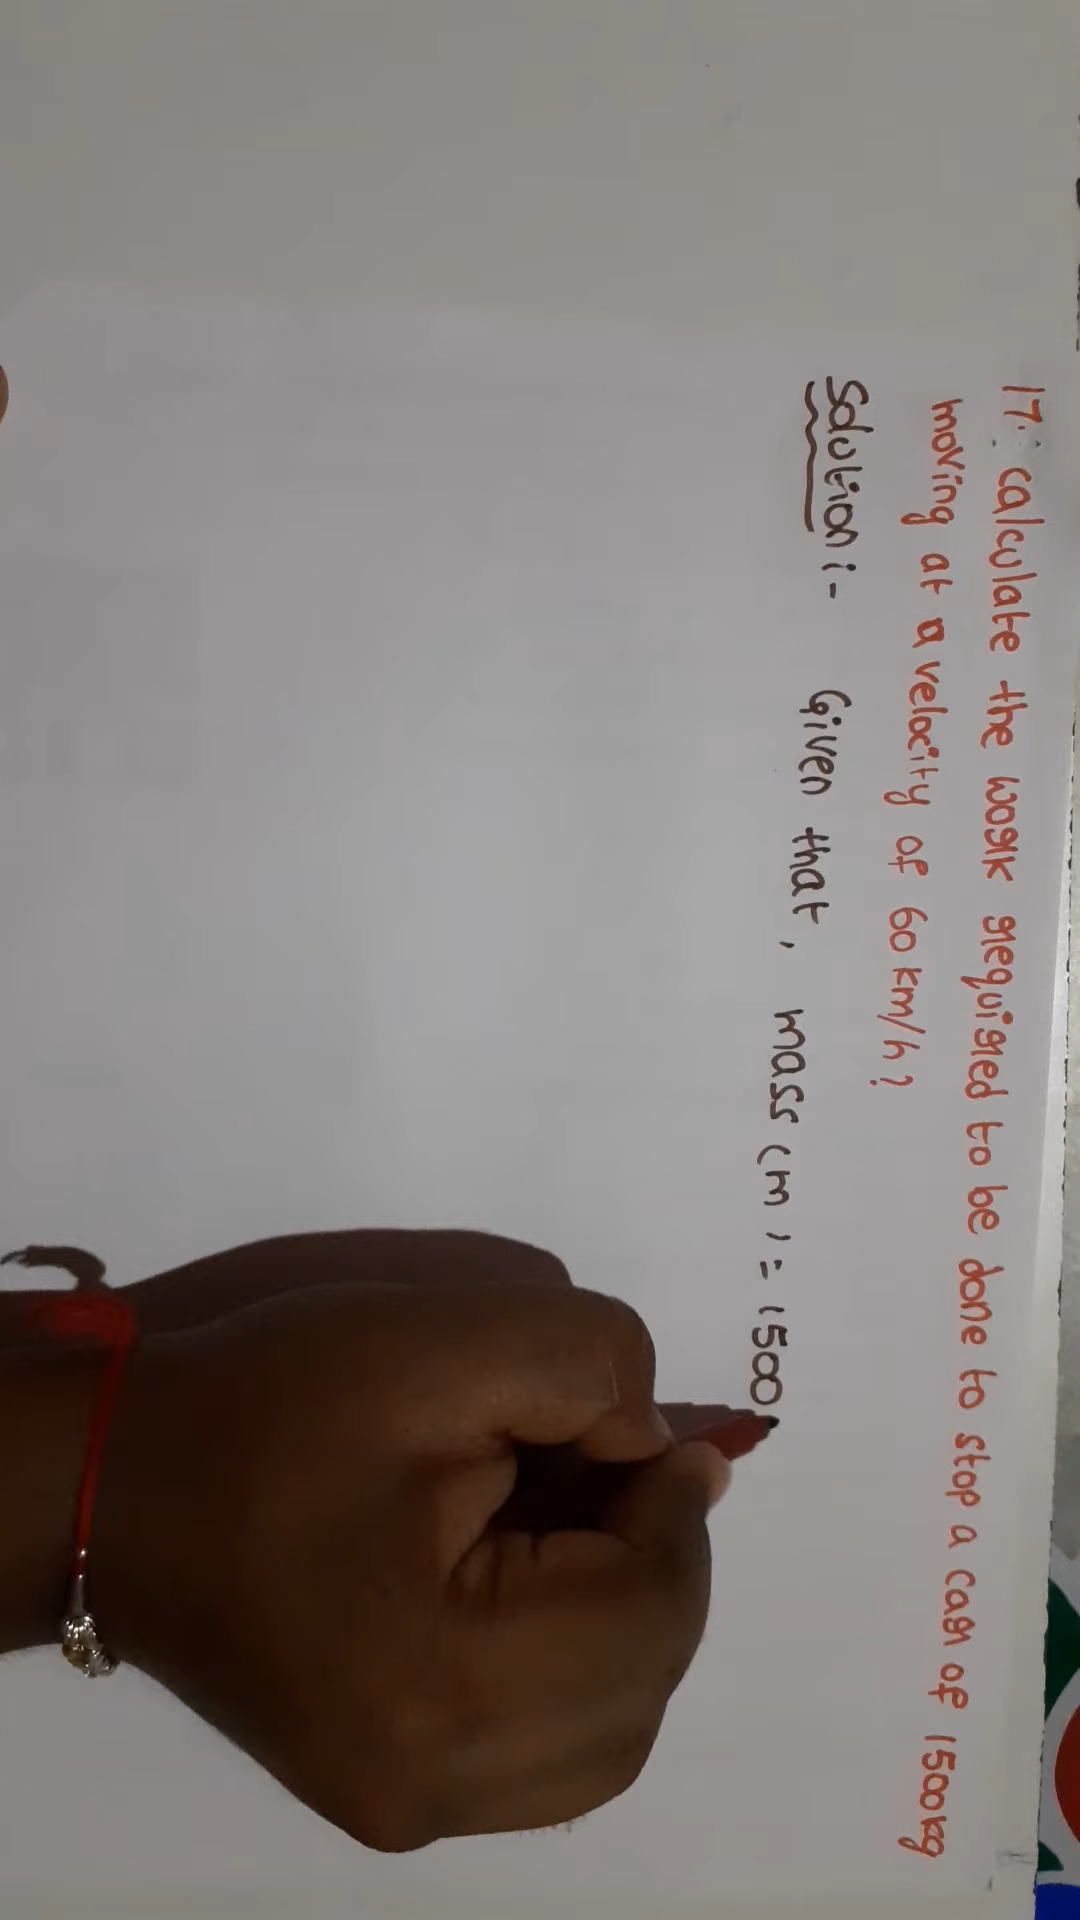 17. Calculate the work required to be done to stop a car of 1500kg
moving at a velocity of 60 km/h?
Solution :- Given that, mass (m) = 1500